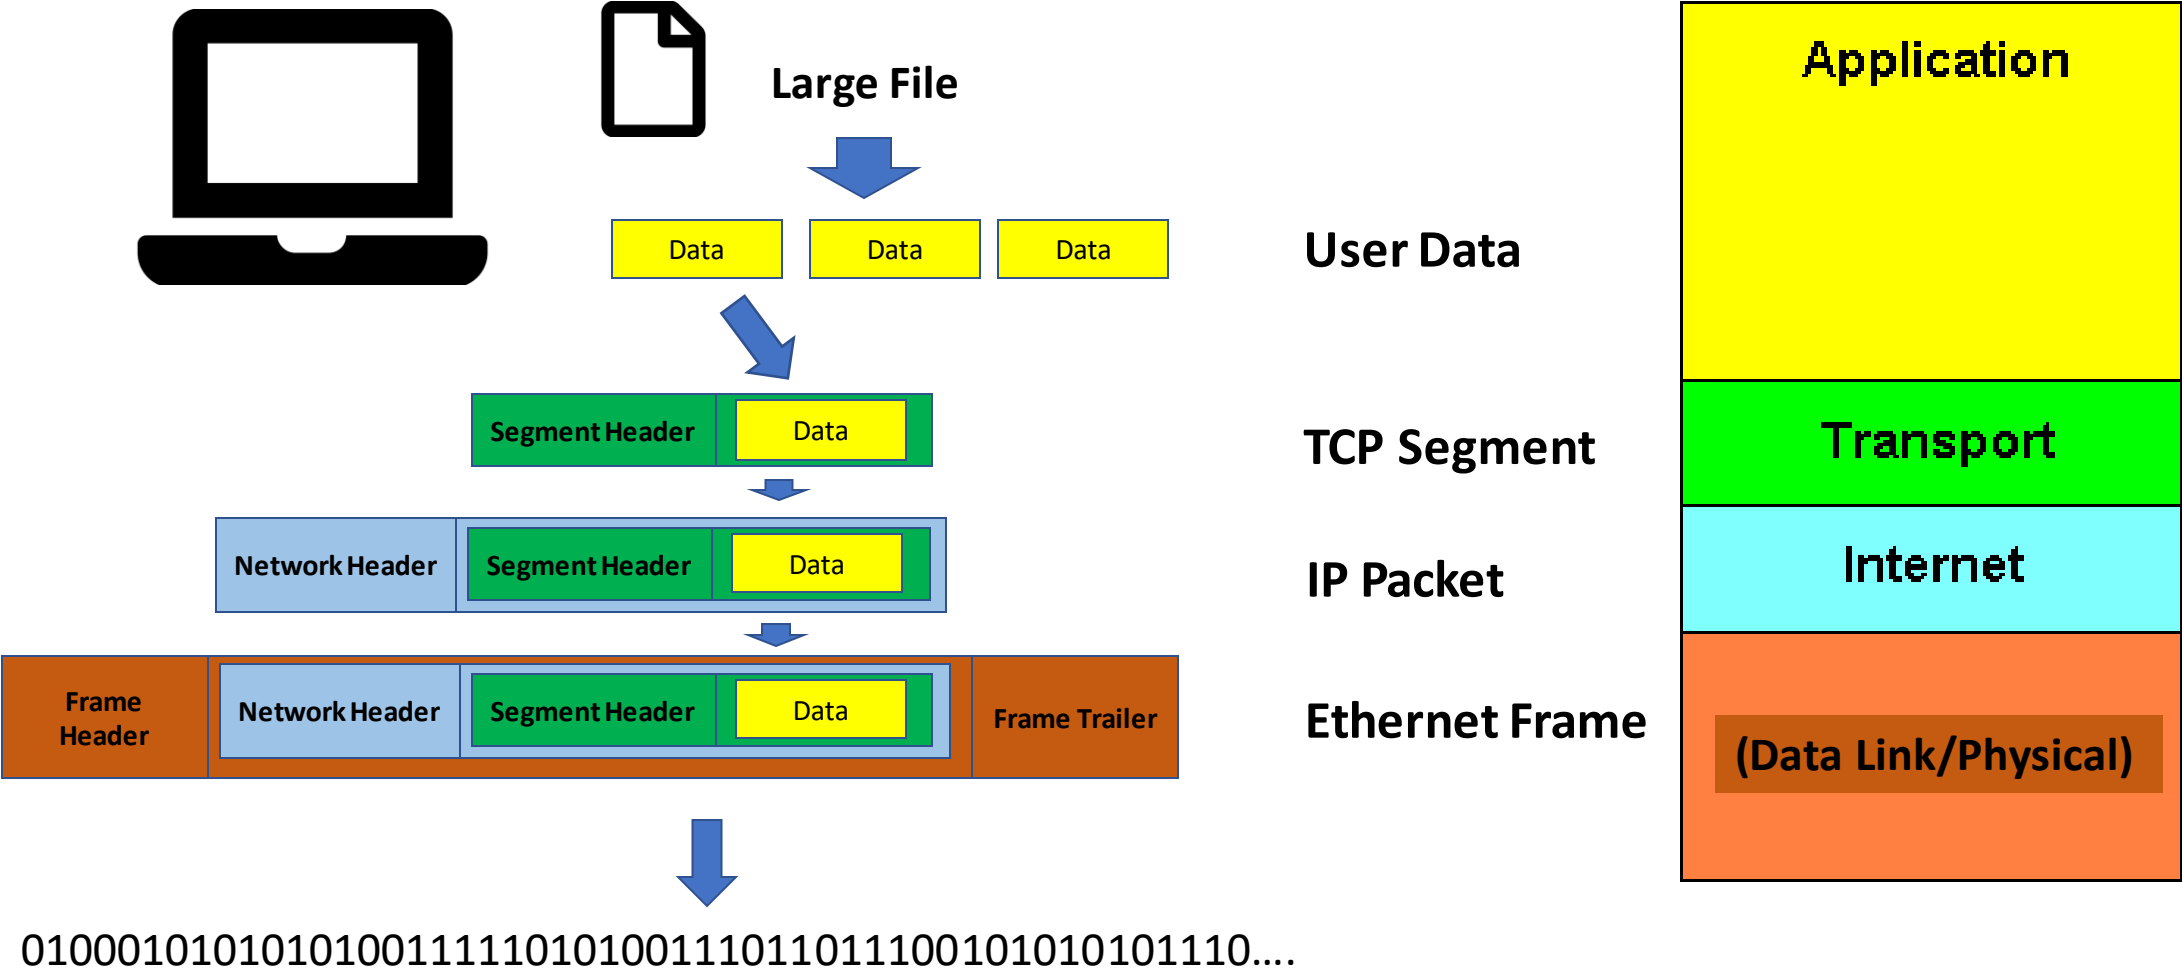 Application
Large File
Data
Data
Data
User Data
Segment Header
Data
TCP Segment
Transport
Network Header
Segment Header
Data
IP Packet
Internet
Frame
Header
Network Header
Segment Header
Data
Frame Trailer
Ethernet Frame
(Data Link/Physical)
010001010101010011111010100111011011100101010101110....